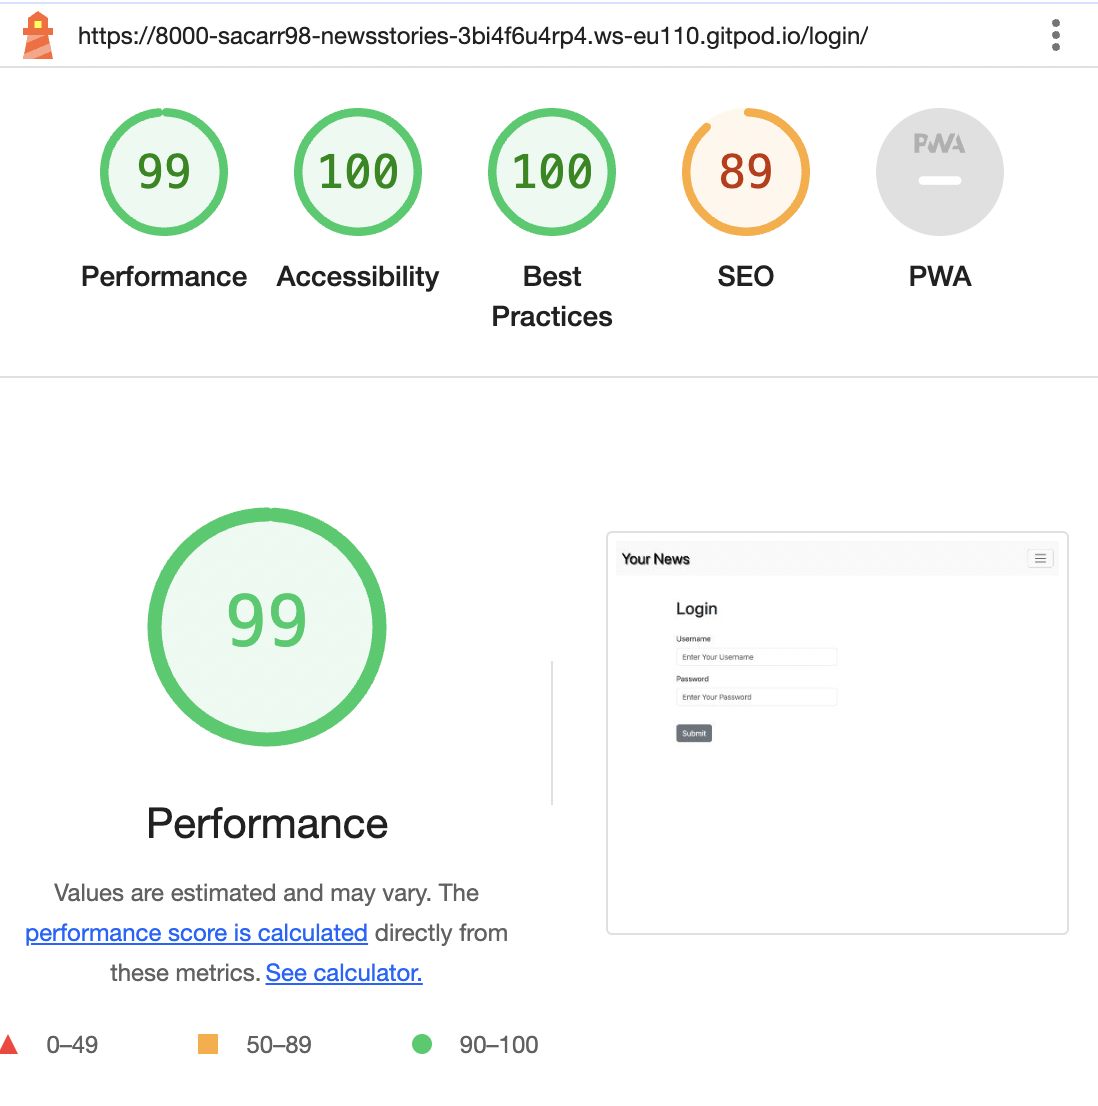 https://8000-sacarr98-newsstories-3bi4f6u4rp4.ws-eu110.gitpod.io/login/
99
100
100
89
PWA
Performance
Accessibility
Best
Practices
SEO
PWA
99
Performance
Values are estimated and may vary. The
performance score is calculated directly from
these metrics. See calculator.
0–49
50–89
90–100
Your News
Login
Username
Enter Your Username
Password
Enter Your Password
Submit